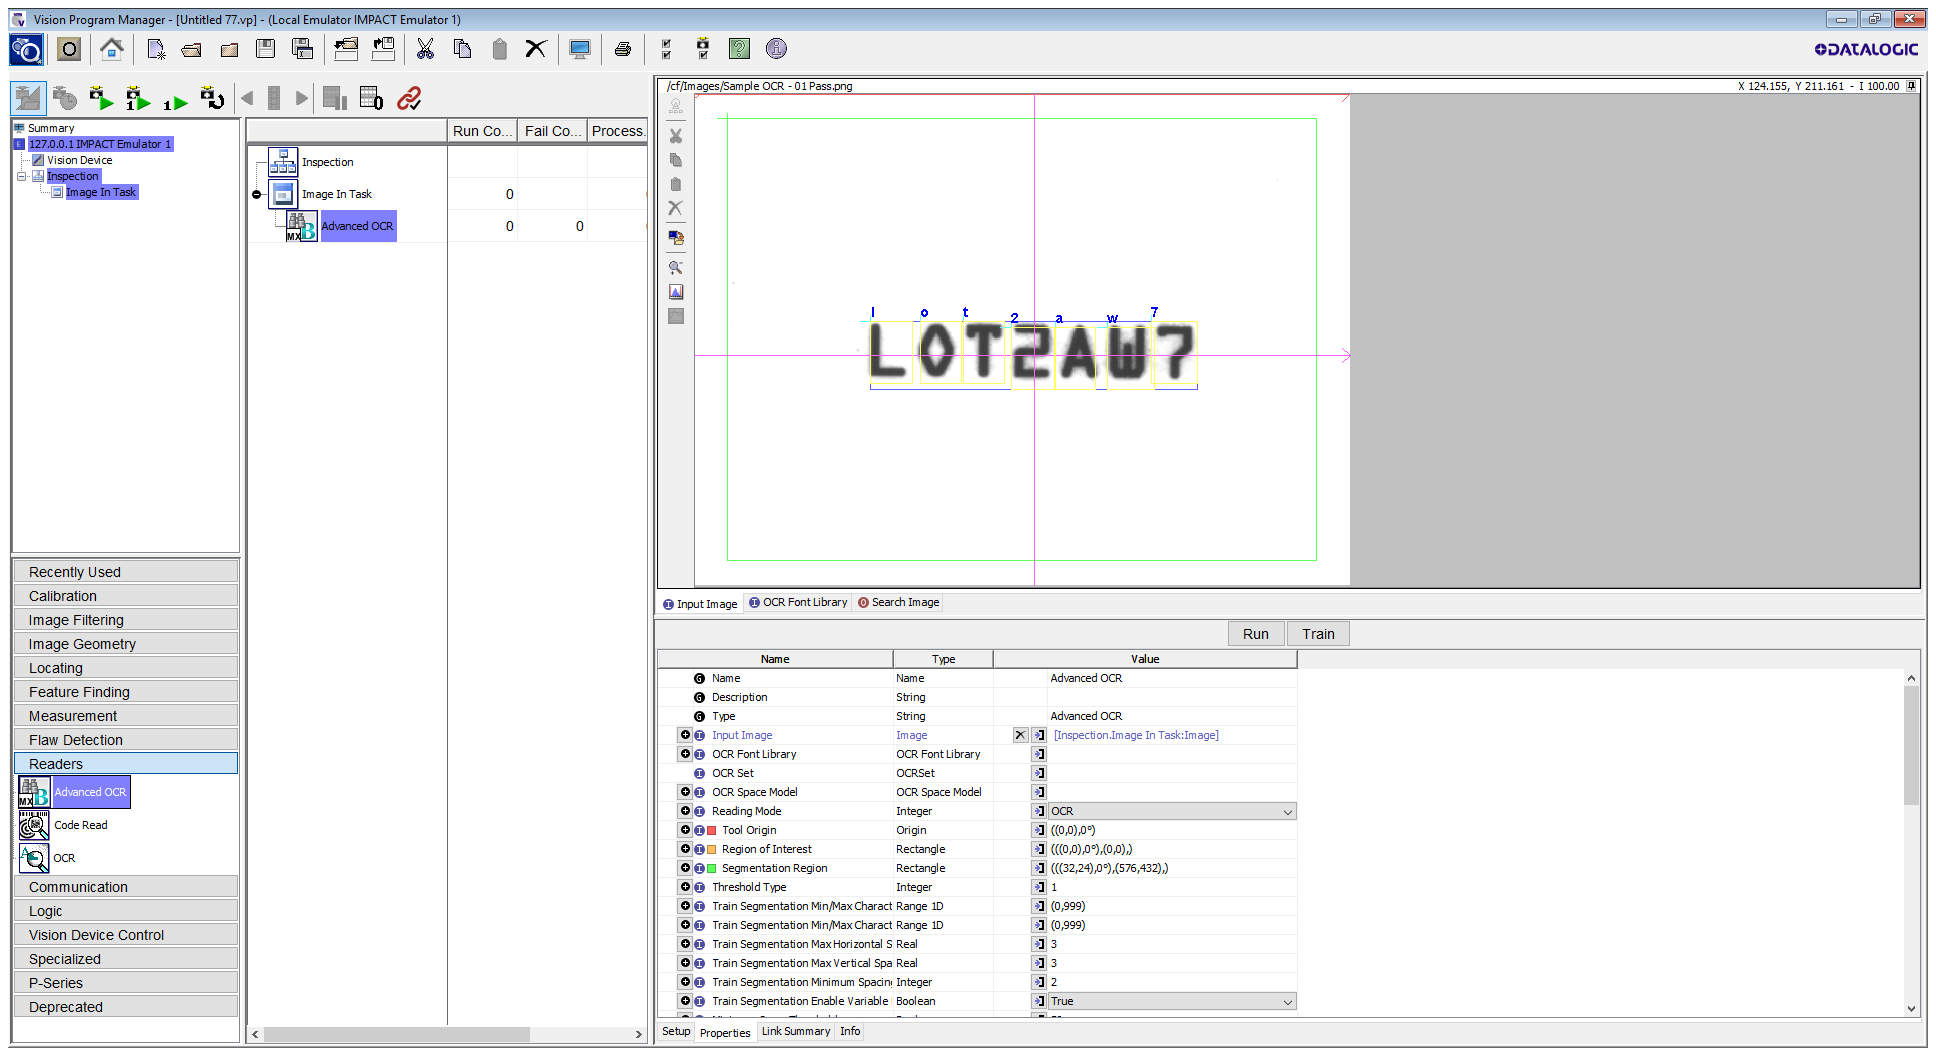 Vision Program Manager - [Untitled 77.vp] - (Local Emulator IMPACT Emulator 1)
DATALOGIC
Summary
127.0.0.1 IMPACT Emulator 1
Vision Device
Inspection
Image In Task
Run Co... Fail Co... Process.
Inspection
Image In Task 0
Advanced OCR 0 0
Recently Used
Calibration
Image Filtering
Image Geometry
Locating
Feature Finding
Measurement
Flaw Detection
Readers
Advanced OCR
Code Read
OCR
Communication
Logic
Vision Device Control
Specialized
P-Series
Deprecated
/cf/Images/Sample OCR - 01 Pass.png X 124.155, Y 211.161 - I 100.00
l o t 2 a w 7
LOT2AW7
Input Image OCR Font Library Search Image
Run Train
Name Type Value
Name Name Advanced OCR
Description String
Type String Advanced OCR
Input Image Image [Inspection.Image In Task:Image]
OCR Font Library OCR Font Library
OCR Set OCRSet
OCR Space Model OCR Space Model
Reading Mode Integer OCR
Tool Origin Origin ((0,0),0°)
Region of Interest Rectangle (((0,0),0°),(0,0),)
Segmentation Region Rectangle (((32,24),0°),(576,432),)
Threshold Type Integer 1
Train Segmentation Min/Max Charact Range 1D (0,999)
Train Segmentation Min/Max Charact Range 1D (0,999)
Train Segmentation Max Horizontal S Real 3
Train Segmentation Max Vertical Spa Real 3
Train Segmentation Minimum Spacing Integer 2
Train Segmentation Enable Variable Boolean True
Setup Properties Link Summary Info